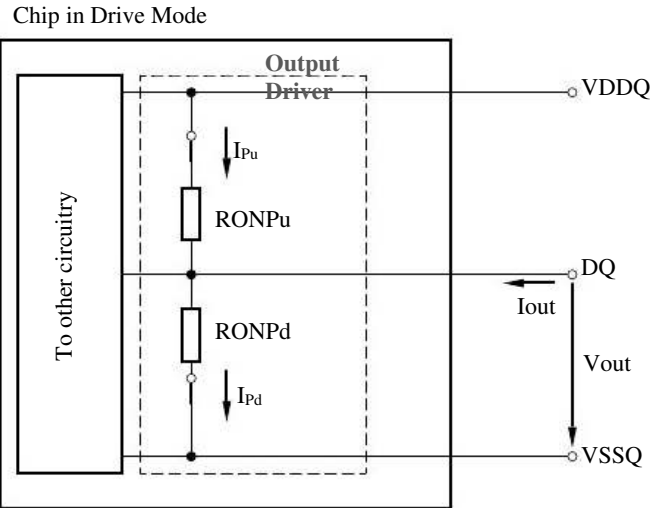 Chip in Drive Mode
Output
Driver
VDDQ
IPu
RONPu
To other circuitry
DQ
Iout
RONPd
Vout
IPd
VSSQ